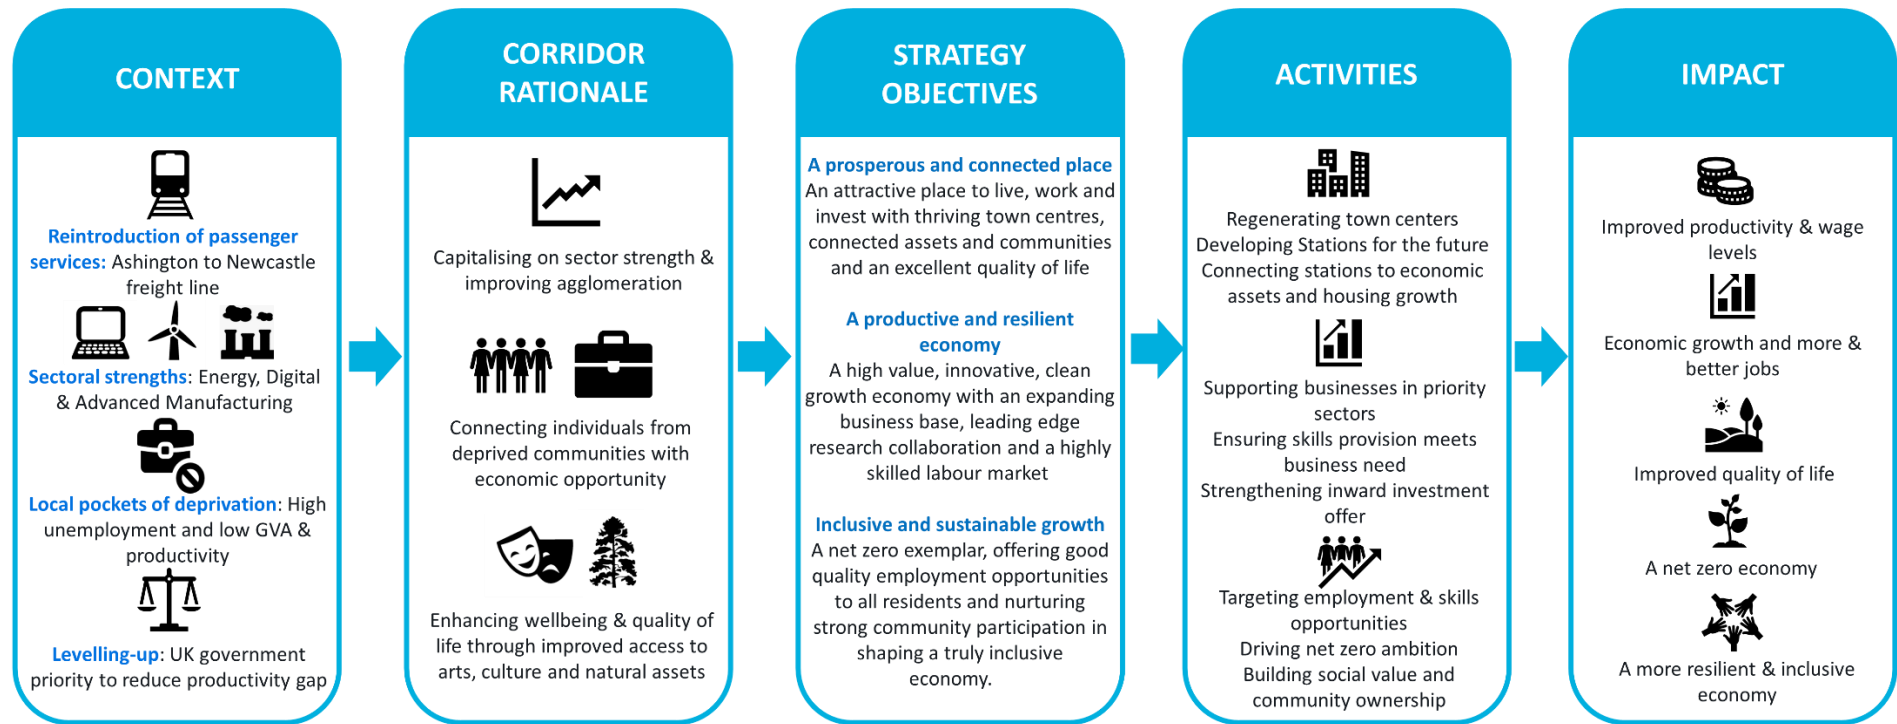 CONTEXT
Reintroduction of passenger
services: Ashington to Newcastle
freight line
Sectoral strengths: Energy, Digital
& Advanced Manufacturing
Local pockets of deprivation: High
unemployment and low GVA &
productivity
Levelling-up: UK government
priority to reduce productivity gap
CORRIDOR
RATIONALE
Capitalising on sector strength &
improving agglomeration
Connecting individuals from
deprived communities with
economic opportunity
Enhancing wellbeing & quality of
life through improved access to
arts, culture and natural assets
STRATEGY
OBJECTIVES
A prosperous and connected place
An attractive place to live, work and
invest with thriving town centres,
connected assets and communities
and an excellent quality of life
A productive and resilient
economy
A high value, innovative, clean
growth economy with an expanding
business base, leading edge
research collaboration and a highly
skilled labour market
Inclusive and sustainable growth
A net zero exemplar, offering good
quality employment opportunities
to all residents and nurturing
strong community participation in
shaping a truly inclusive
economy.
ACTIVITIES
Regenerating town centers
Developing Stations for the future
Connecting stations to economic
assets and housing growth
Supporting businesses in priority
sectors
Ensuring skills provision meets
business need
Strengthening inward investment
offer
Targeting employment & skills
opportunities
Driving net zero ambition
Building social value and
community ownership
IMPACT
Improved productivity & wage
levels
Economic growth and more &
better jobs
Improved quality of life
A net zero economy
A more resilient & inclusive
economy